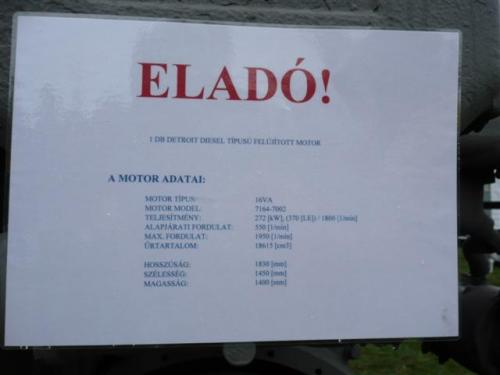 ELADÓ!
1 DB DETROIT DIESEL TÍPUSÚ FELÚJÍTOTT MOTOR
A MOTOR ADATAI:
MOTOR TÍPUS: 16VA
MOTOR MODEL: 7164-7002
TELJESÍTMÉNY: 272 [kW], (370 [LE]) / 1800 [1/min]
ALAPJÁRATI FORDULAT: 550 [1/min]
MAX. FORDULAT: 1950 [1/min]
ŰRTARTALOM: 18615 [cm3]
HOSSZÚSÁG: 1830 [mm]
SZÉLESSÉG: 1450 [mm]
MAGASSÁG: 1400 [mm]